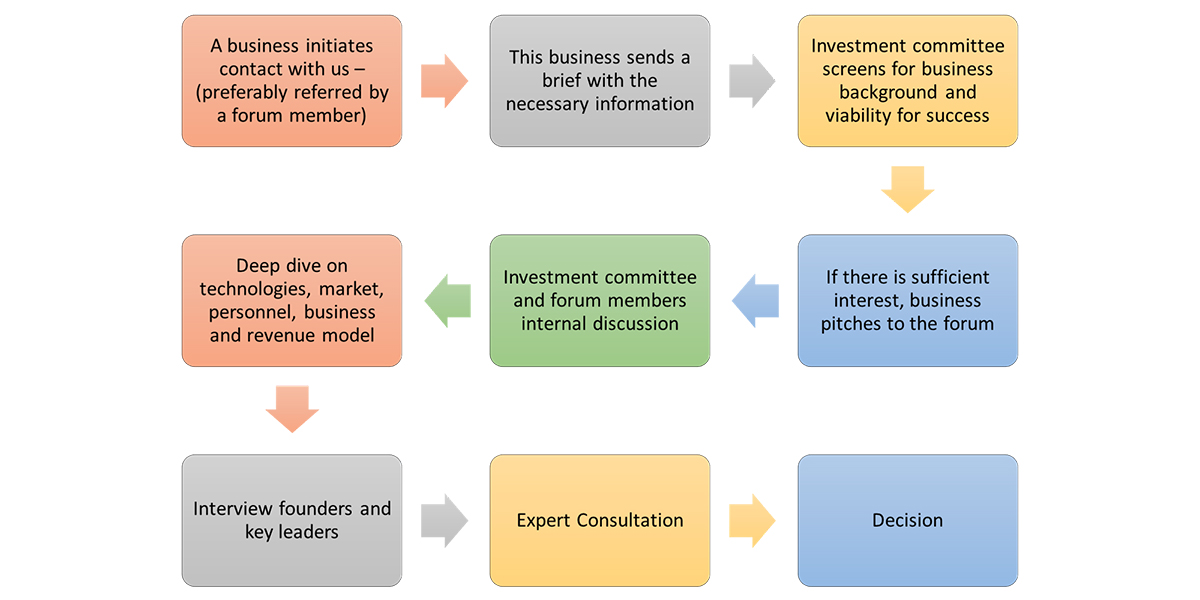 A business initiates
contact with us –
(preferably referred by
a forum member)
This business sends a
brief with the
necessary information
Investment committee
screens for business
background and
viability for success
If there is sufficient
interest, business
pitches to the forum
Investment committee
and forum members
internal discussion
Deep dive on
technologies, market,
personnel, business
and revenue model
Interview founders and
key leaders
Expert Consultation
Decision